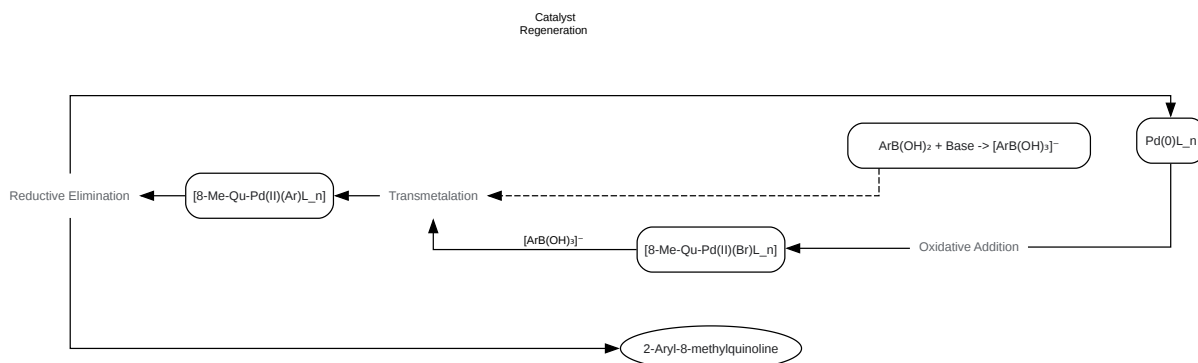 Catalyst
Regeneration
ArB(OH)₂ + Base -> [ArB(OH)₃]⁻
Pd(0)L_n
Reductive Elimination
[8-Me-Qu-Pd(II)(Ar)L_n]
Transmetalation
[ArB(OH)₃]⁻
[8-Me-Qu-Pd(II)(Br)L_n]
Oxidative Addition
2-Aryl-8-methylquinoline